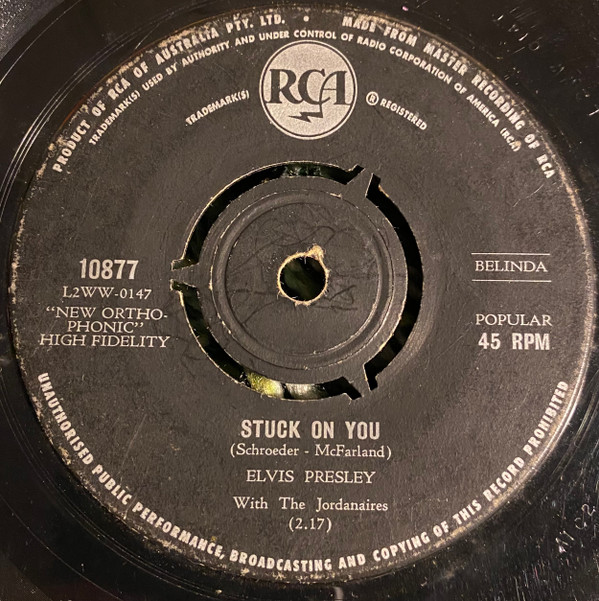 PRODUCT OF RCA OF AUSTRALIA PTY. LTD. • MADE FROM MASTER RECORDING OF RCA
TRADEMARK(S) USED BY AUTHORITY AND UNDER CONTROL OF RADIO CORPORATION OF AMERICA (RCA)
RCA
TRADEMARK(S)
® REGISTERED
10877
L2WW-0147
"NEW ORTHO-
PHONIC"
HIGH FIDELITY
BELINDA
POPULAR
45 RPM
STUCK ON YOU
(Schroeder - McFarland)
ELVIS PRESLEY
With The Jordanaires
(2.17)
UNAUTHORISED PUBLIC PERFORMANCE, BROADCASTING AND COPYING OF THIS RECORD PROHIBITED